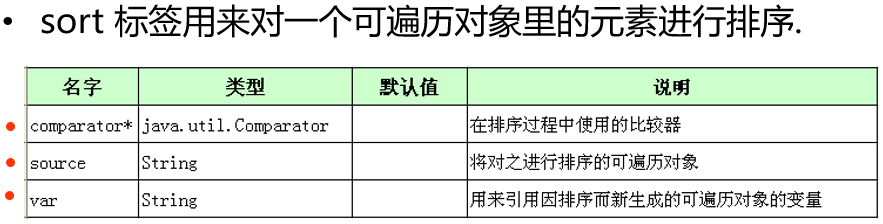 • sort 标签用来对一个可遍历对象里的元素进行排序.
名字 类型 默认值 说明
comparator* java.util.Comparator 在排序过程中使用的比较器
source String 将对之进行排序的可遍历对象
var String 用来引用因排序而新生成的可遍历对象的变量